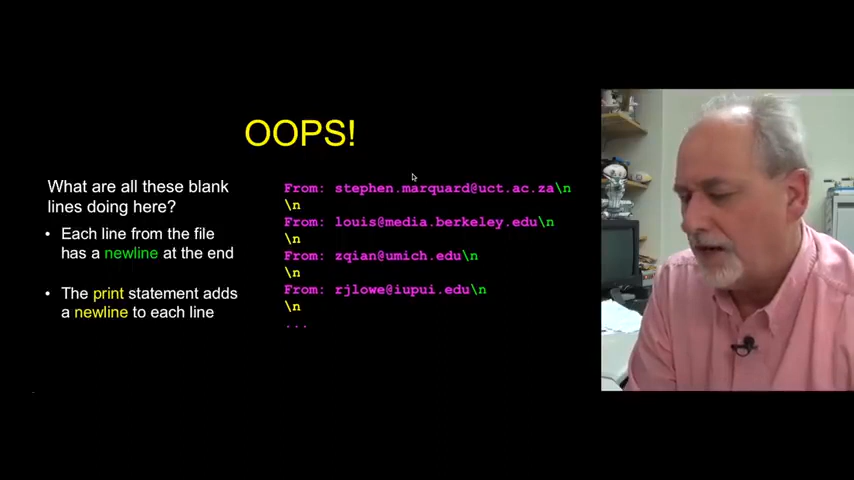 OOPS!
What are all these blank
lines doing here?
• Each line from the file
has a newline at the end
• The print statement adds
a newline to each line
From: stephen.marquard@uct.ac.za\n
\n
From: louis@media.berkeley.edu\n
\n
From: zqian@umich.edu\n
\n
From: rjlowe@iupui.edu\n
\n
...